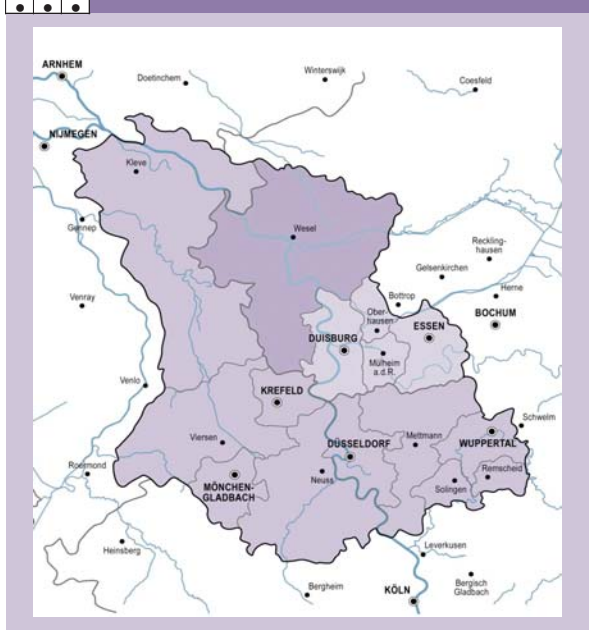 ARNHEM
Doetinchem
Winterswijk
Coesfeld
NIJMEGEN
Kleve
Gennep
Wesel
Reckling-
hausen
Gelsenkirchen
Herne
Venray
Bottrop
Ober-
hausen
BOCHUM
ESSEN
DUISBURG
Mülheim
a.d.R.
Venlo
KREFELD
Schwelm
Viersen
Mettmann
WUPPERTAL
DÜSSELDORF
Roermond
Remscheid
Neuss
Solingen
MÖNCHEN-
GLADBACH
Heinsberg
Leverkusen
Bergheim
KÖLN
Bergisch
Gladbach